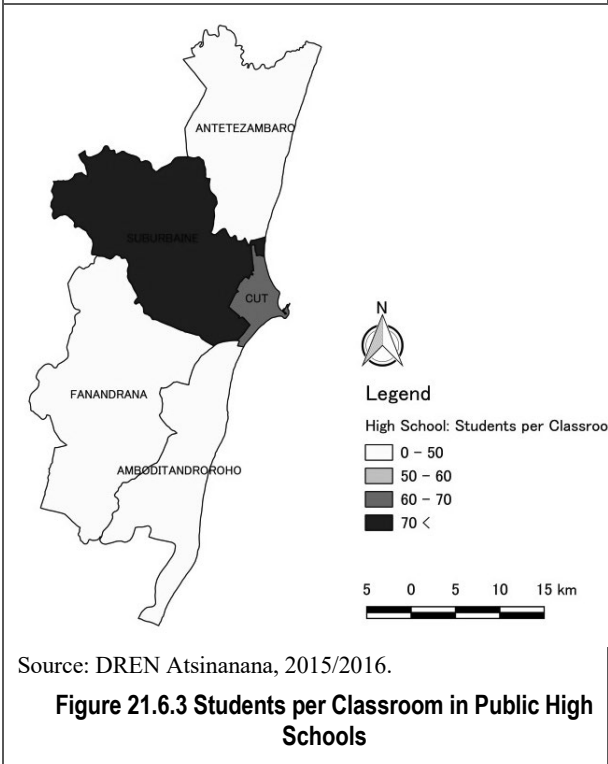 ANTETEZAMBARO
SUBURBAINE
CUT
FANANDRANA
AMBODITANDROROHO
N
Legend
High School: Students per Classroo
0 - 50
50 - 60
60 - 70
70 <
5 0 5 10 15 km
Source: DREN Atsinanana, 2015/2016.
Figure 21.6.3 Students per Classroom in Public High
Schools